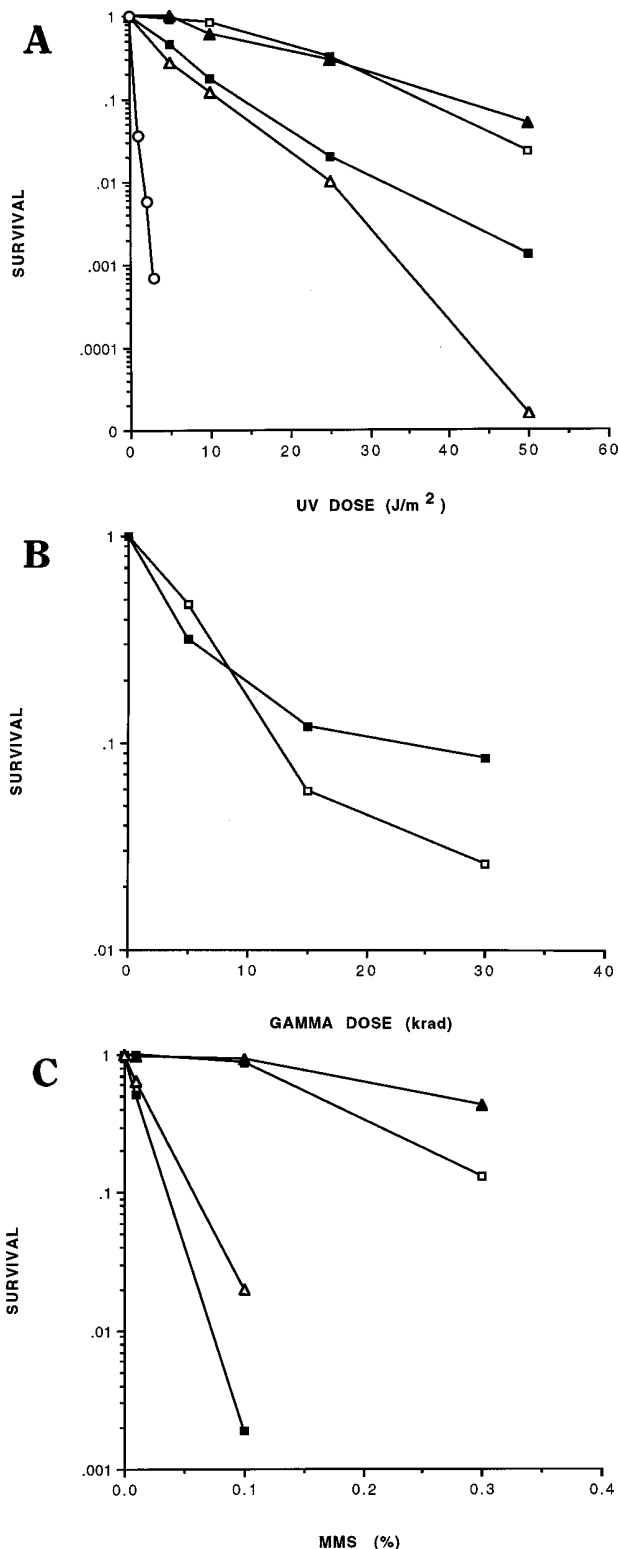 A
1
.1
.01
.001
.0001
0
SURVIVAL
0 10 20 30 40 50 60
UV DOSE (J/m 2 )
B
1
.1
.01
SURVIVAL
0 10 20 30 40
GAMMA DOSE (krad)
C
1
.1
.01
.001
SURVIVAL
0.0 0.1 0.2 0.3 0.4
MMS (%)